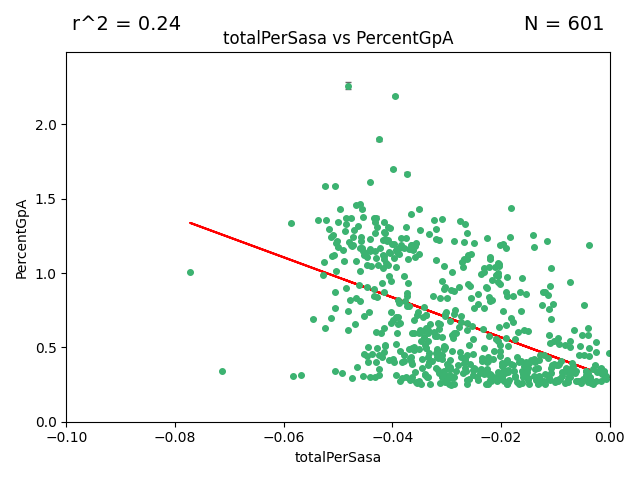 r^2 = 0.24
N = 601
totalPerSasa vs PercentGpA
PercentGpA
2.0
1.5
1.0
0.5
0.0
−0.10
−0.08
−0.06
−0.04
−0.02
0.00
totalPerSasa